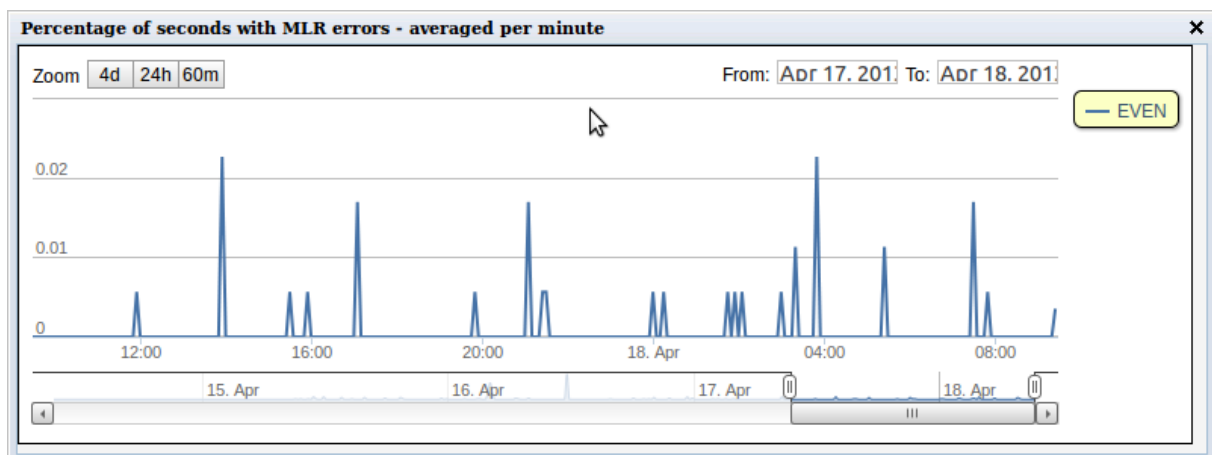 Percentage of seconds with MLR errors - averaged per minute
Zoom 4d 24h 60m From: Apr 17, 201 To: Apr 18, 201
EVEN
0.02
0.01
0
12:00 16:00 20:00 18. Apr 04:00 08:00
15. Apr 16. Apr 17. Apr 18. Apr